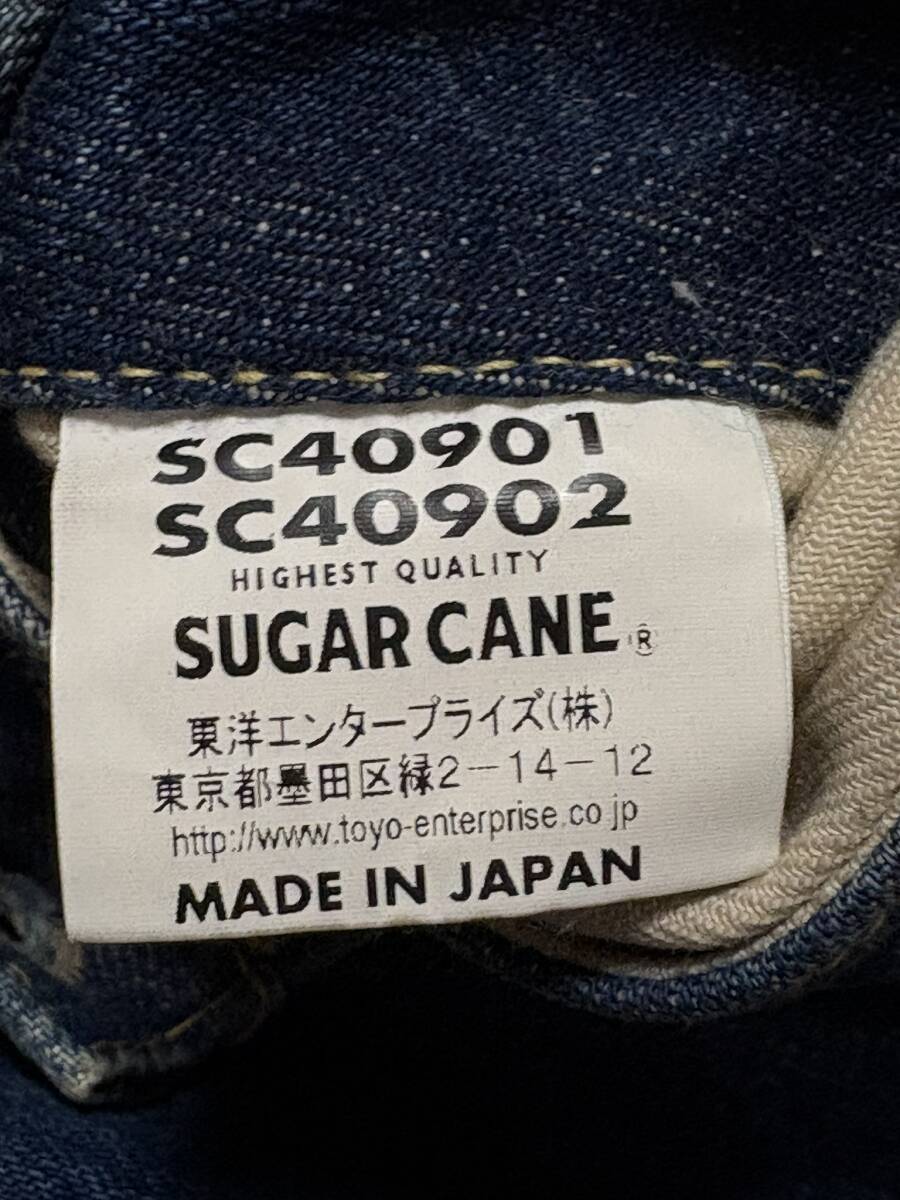 SC40901
SC40902
HIGHEST QUALITY
SUGAR CANE®
東洋エンタープライズ(株)
東京都墨田区緑2-14-12
http://www.toyo-enterprise.co.jp
MADE IN JAPAN